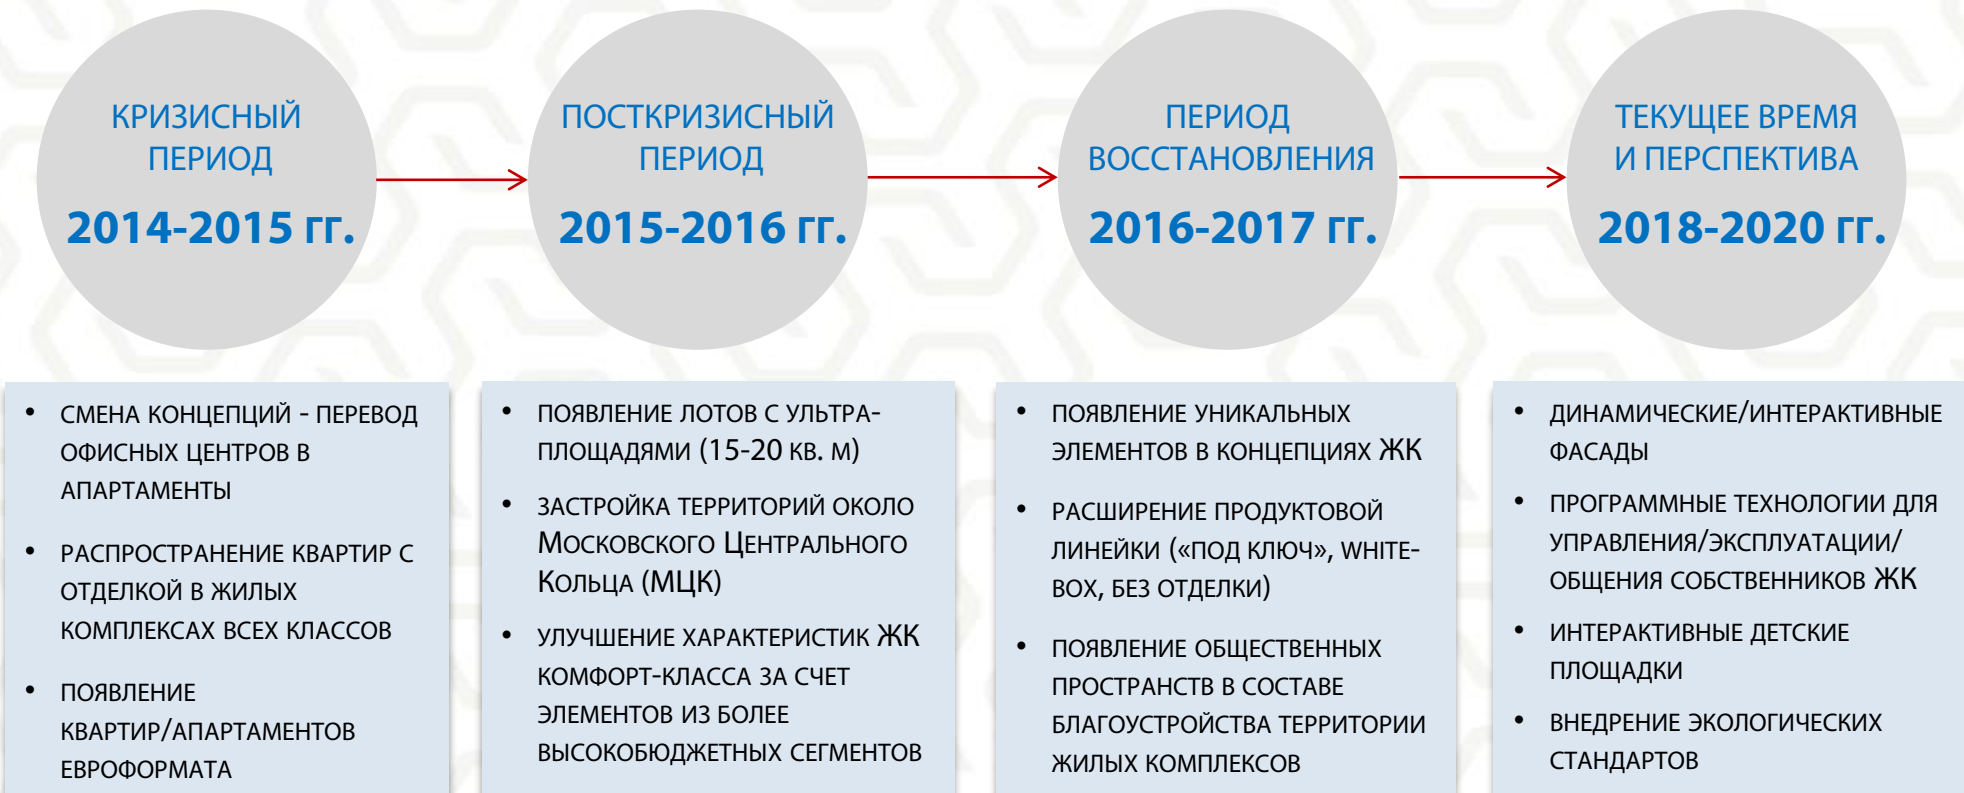 КРИЗИСНЫЙ
ПЕРИОД
2014-2015 ГГ.
ПОСТКРИЗИСНЫЙ
ПЕРИОД
2015-2016 ГГ.
ПЕРИОД
ВОССТАНОВЛЕНИЯ
2016-2017 ГГ.
ТЕКУЩЕЕ ВРЕМЯ
И ПЕРСПЕКТИВА
2018-2020 ГГ.
• СМЕНА КОНЦЕПЦИЙ - ПЕРЕВОД
ОФИСНЫХ ЦЕНТРОВ В
АПАРТАМЕНТЫ
• РАСПРОСТРАНЕНИЕ КВАРТИР С
ОТДЕЛКОЙ В ЖИЛЫХ
КОМПЛЕКСАХ ВСЕХ КЛАССОВ
• ПОЯВЛЕНИЕ
КВАРТИР/АПАРТАМЕНТОВ
ЕВРОФОРМАТА
• ПОЯВЛЕНИЕ ЛОТОВ С УЛЬТРА-
ПЛОЩАДЯМИ (15-20 КВ. М)
• ЗАСТРОЙКА ТЕРРИТОРИЙ ОКОЛО
МОСКОВСКОГО ЦЕНТРАЛЬНОГО
КОЛЬЦА (МЦК)
• УЛУЧШЕНИЕ ХАРАКТЕРИСТИК ЖК
КОМФОРТ-КЛАССА ЗА СЧЕТ
ЭЛЕМЕНТОВ ИЗ БОЛЕЕ
ВЫСОКОБЮДЖЕТНЫХ СЕГМЕНТОВ
• ПОЯВЛЕНИЕ УНИКАЛЬНЫХ
ЭЛЕМЕНТОВ В КОНЦЕПЦИЯХ ЖК
• РАСШИРЕНИЕ ПРОДУКТОВОЙ
ЛИНЕЙКИ («ПОД КЛЮЧ», WHITE-
BOX, БЕЗ ОТДЕЛКИ)
• ПОЯВЛЕНИЕ ОБЩЕСТВЕННЫХ
ПРОСТРАНСТВ В СОСТАВЕ
БЛАГОУСТРОЙСТВА ТЕРРИТОРИИ
ЖИЛЫХ КОМПЛЕКСОВ
• ДИНАМИЧЕСКИЕ/ИНТЕРАКТИВНЫЕ
ФАСАДЫ
• ПРОГРАММНЫЕ ТЕХНОЛОГИИ ДЛЯ
УПРАВЛЕНИЯ/ЭКСПЛУАТАЦИИ/
ОБЩЕНИЯ СОБСТВЕННИКОВ ЖК
• ИНТЕРАКТИВНЫЕ ДЕТСКИЕ
ПЛОЩАДКИ
• ВНЕДРЕНИЕ ЭКОЛОГИЧЕСКИХ
СТАНДАРТОВ